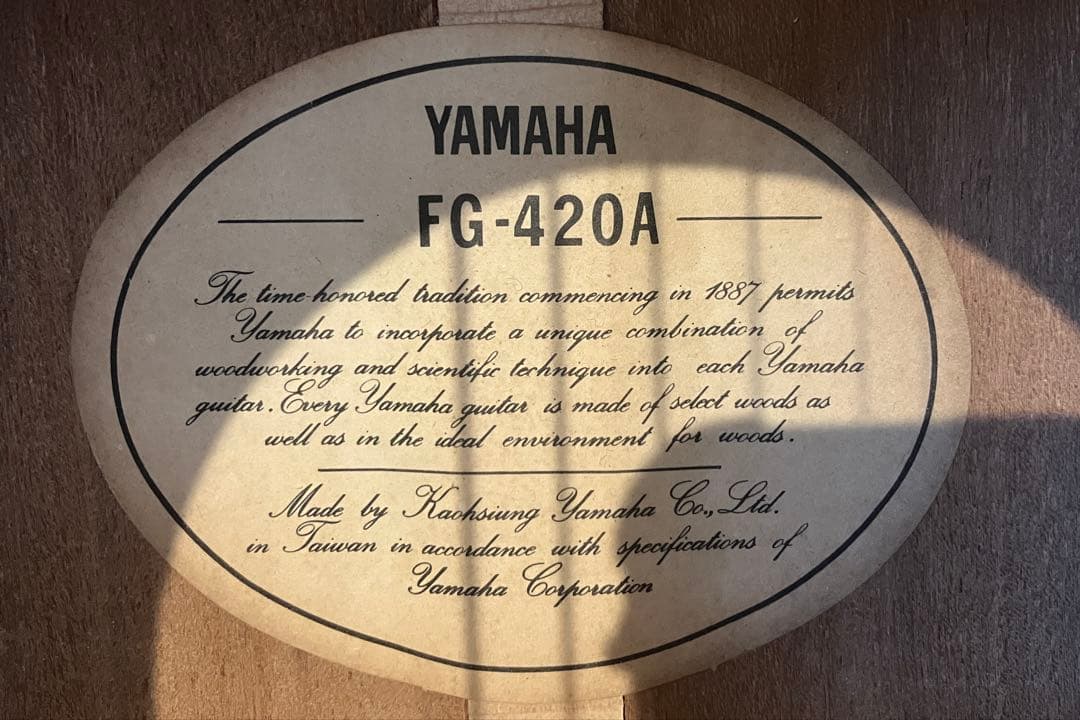 YAMAHA
FG-420A
The time-honored tradition commencing in 1887 permits
Yamaha to incorporate a unique combination of
woodworking and scientific technique into each Yamaha
guitar. Every Yamaha guitar is made of select woods as
well as in the ideal environment for woods.
Made by Kaohsiung Yamaha Co., Ltd.
in Taiwan in accordance with specifications of
Yamaha Corporation